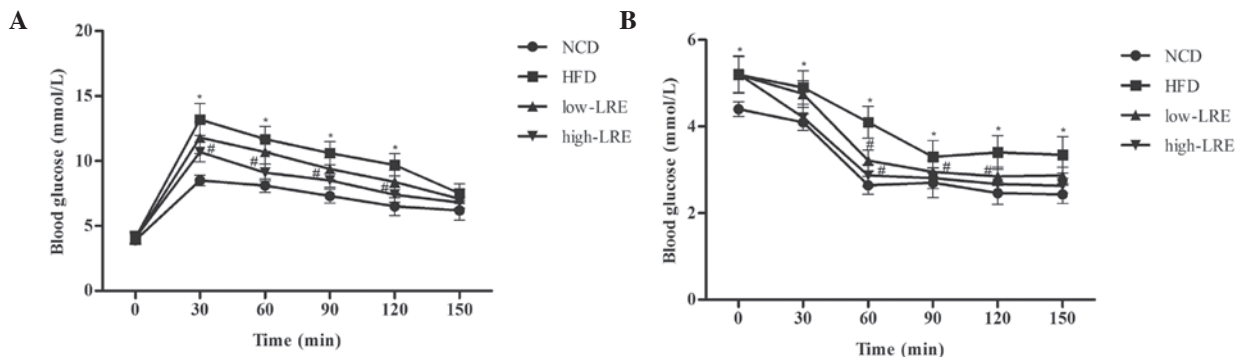 A
Blood glucose (mmol/L)
20
15
10
5
0
* * * *
# # # #
0 30 60 90 120 150
Time (min)
NCD
HFD
low-LRE
high-LRE
B
Blood glucose (mmol/L)
6
4
2
0
* * * * * *
#
# # #
0 30 60 90 120 150
Time (min)
NCD
HFD
low-LRE
high-LRE